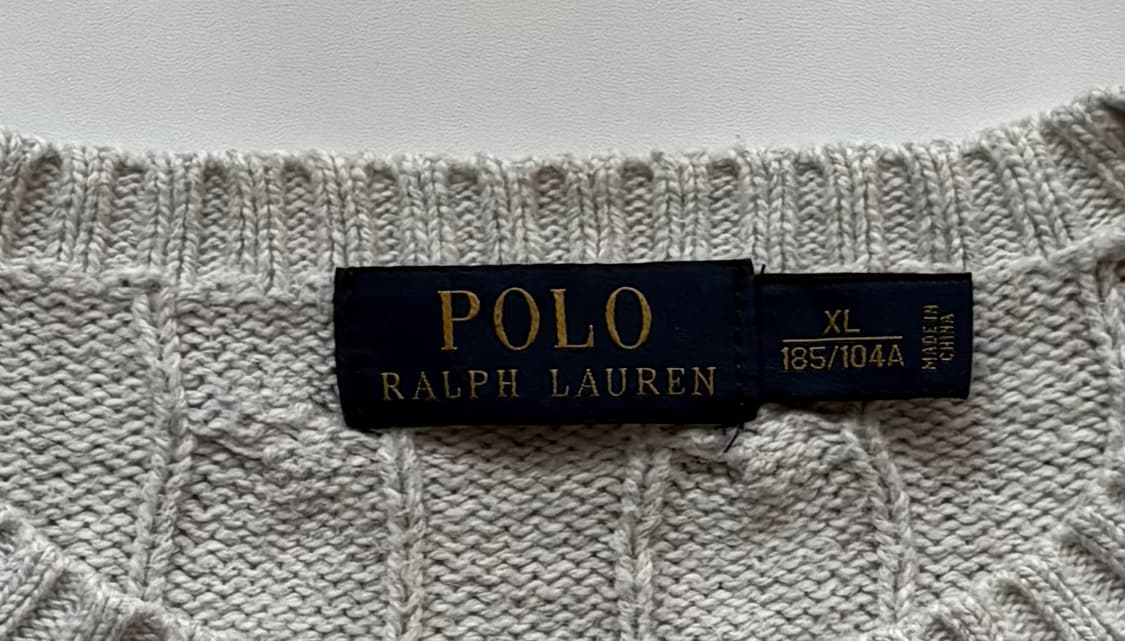 POLO
RALPH LAUREN
XL
185/104A
MADE IN
CHINA